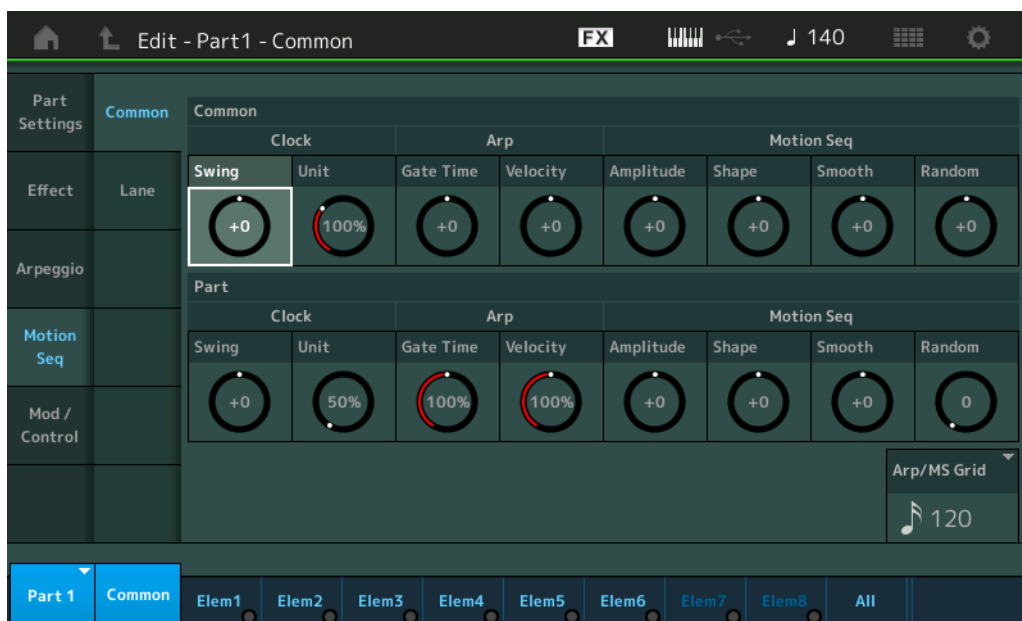 Edit - Part1 - Common FX ♩ 140
Part Settings
Effect
Arpeggio
Motion Seq
Mod / Control
Common
Lane
Common
Clock Arp Motion Seq
Swing Unit Gate Time Velocity Amplitude Shape Smooth Random
+0 100% +0 +0 +0 +0 +0 +0
Part
Clock Arp Motion Seq
Swing Unit Gate Time Velocity Amplitude Shape Smooth Random
+0 50% 100% 100% +0 +0 +0 0
Arp/MS Grid
120
Part 1 Common Elem1 Elem2 Elem3 Elem4 Elem5 Elem6 Elem7 Elem8 All